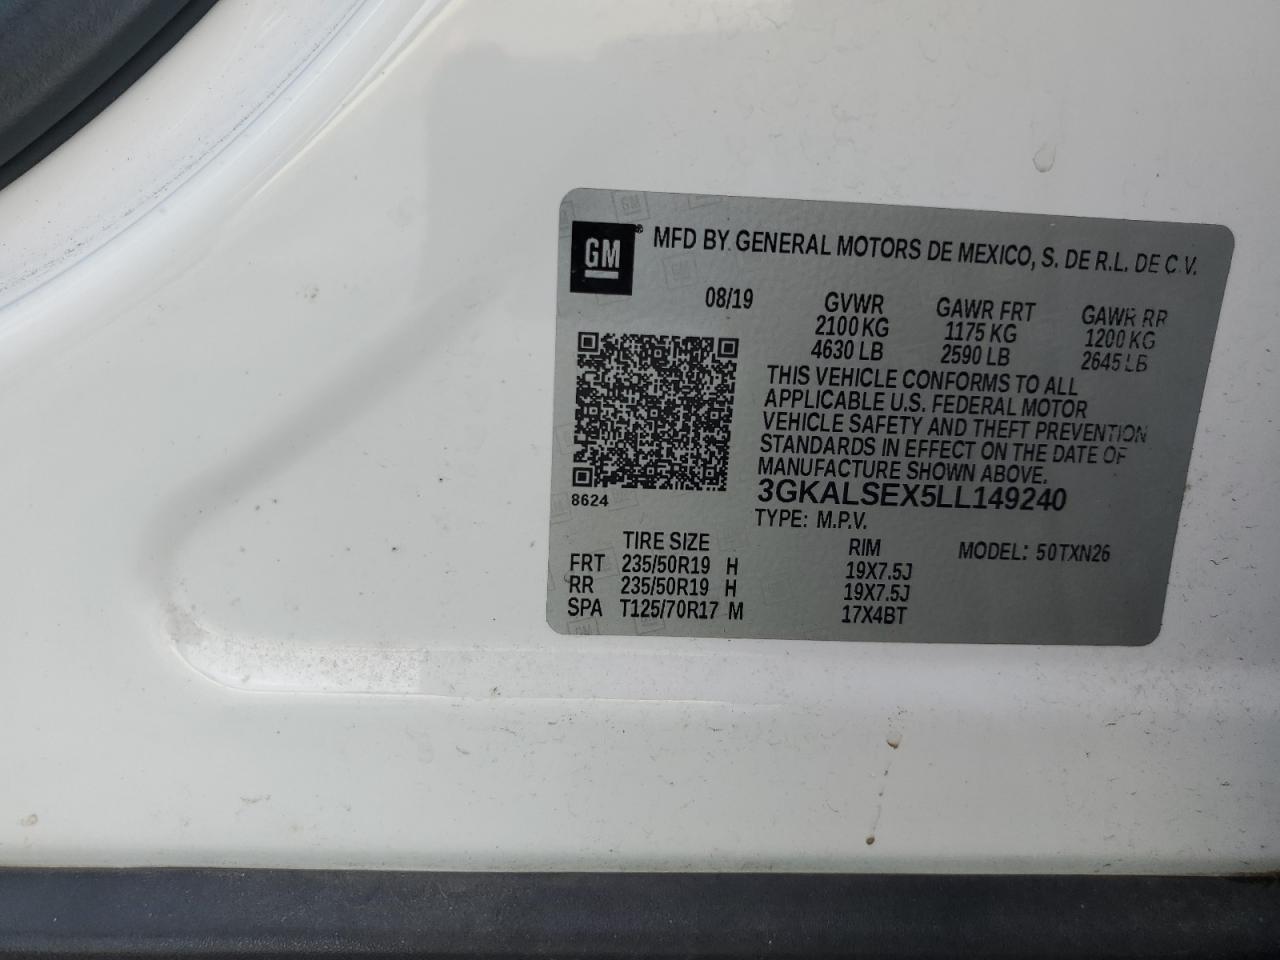 GM® MFD BY GENERAL MOTORS DE MEXICO, S. DE R.L. DE C.V.
08/19 GVWR GAWR FRT GAWR RR
2100 KG 1175 KG 1200 KG
4630 LB 2590 LB 2645 LB
THIS VEHICLE CONFORMS TO ALL
APPLICABLE U.S. FEDERAL MOTOR
VEHICLE SAFETY AND THEFT PREVENTION
STANDARDS IN EFFECT ON THE DATE OF
MANUFACTURE SHOWN ABOVE.
8624 3GKALSEX5LL149240
TYPE: M.P.V.
TIRE SIZE RIM MODEL: 50TXN26
FRT 235/50R19 H 19X7.5J
RR 235/50R19 H 19X7.5J
SPA T125/70R17 M 17X4BT